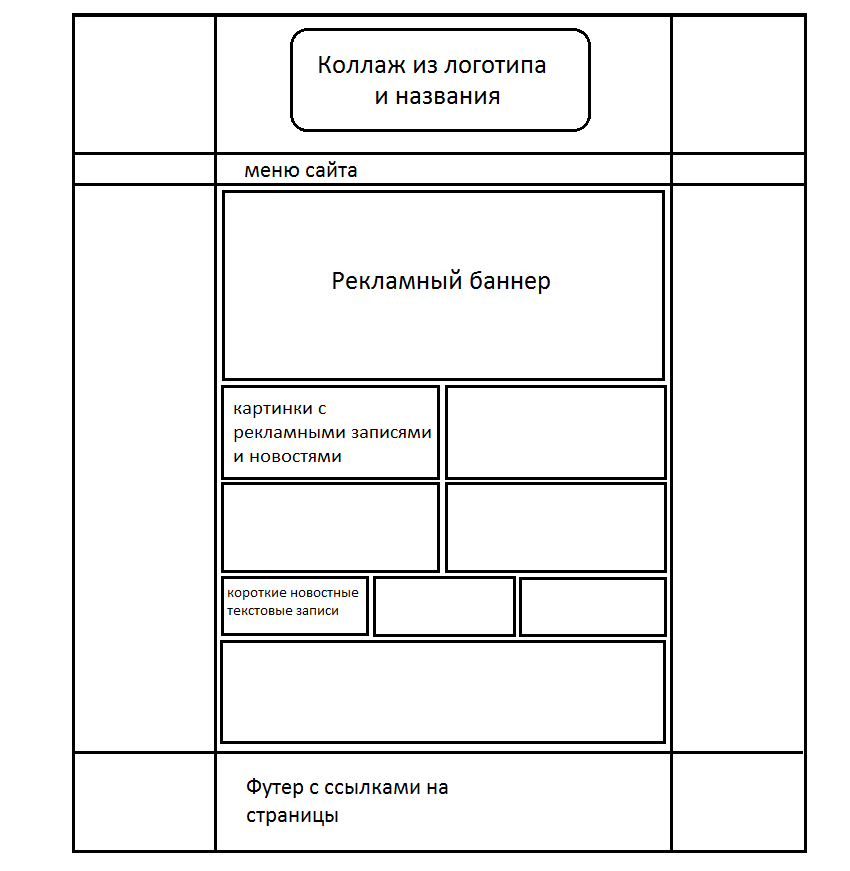 Коллаж из логотипа
и названия
меню сайта
Рекламный баннер
картинки с
рекламными записями
и новостями
короткие новостные
текстовые записи
Футер с ссылками на
страницы